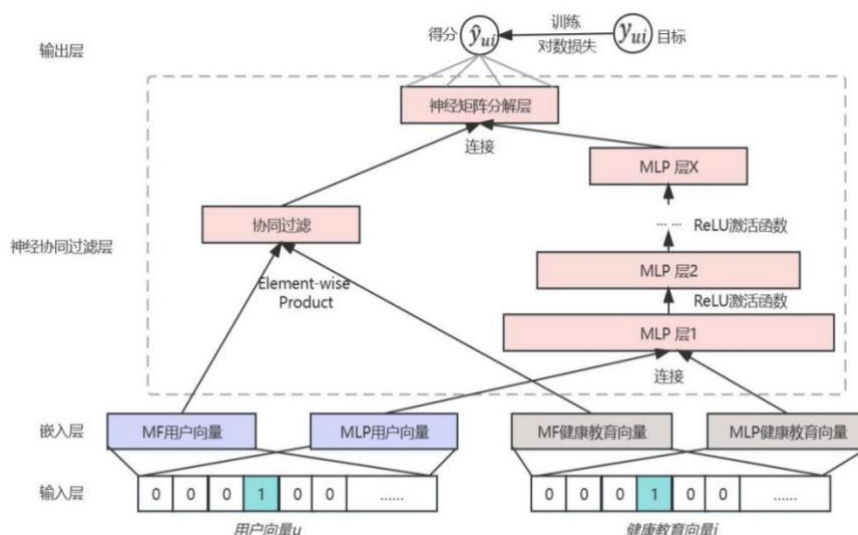 输出层
得分
ŷui
训练
对数损失
yui
目标
神经矩阵分解层
连接
MLP 层X
神经协同过滤层
协同过滤
...... ReLU激活函数
Element-wise
Product
MLP 层2
ReLU激活函数
MLP 层1
连接
嵌入层
MF用户向量
MLP用户向量
MF健康教育向量
MLP健康教育向量
输入层
0 0 0 1 0 0 ......
0 0 0 1 0 0 ......
用户向量u
健康教育向量i